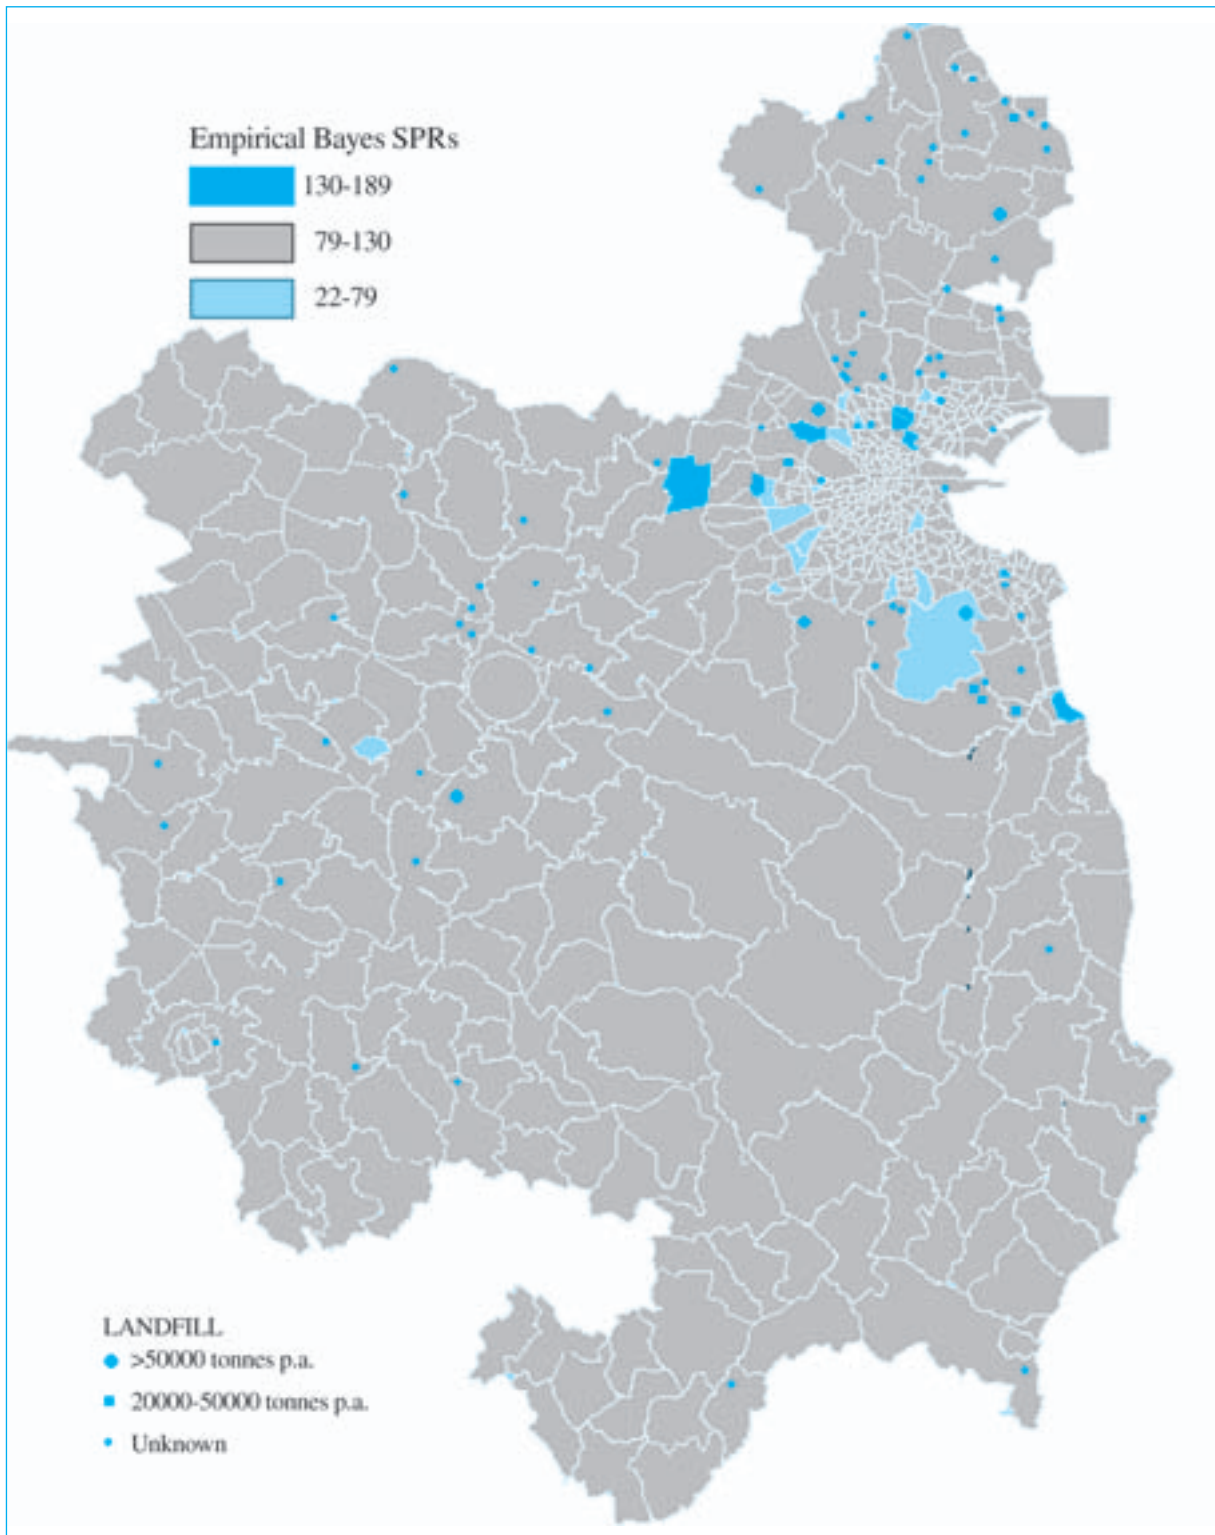 Empirical Bayes SPRs
130-189
79-130
22-79
LANDFILL
>50000 tonnes p.a.
20000-50000 tonnes p.a.
Unknown